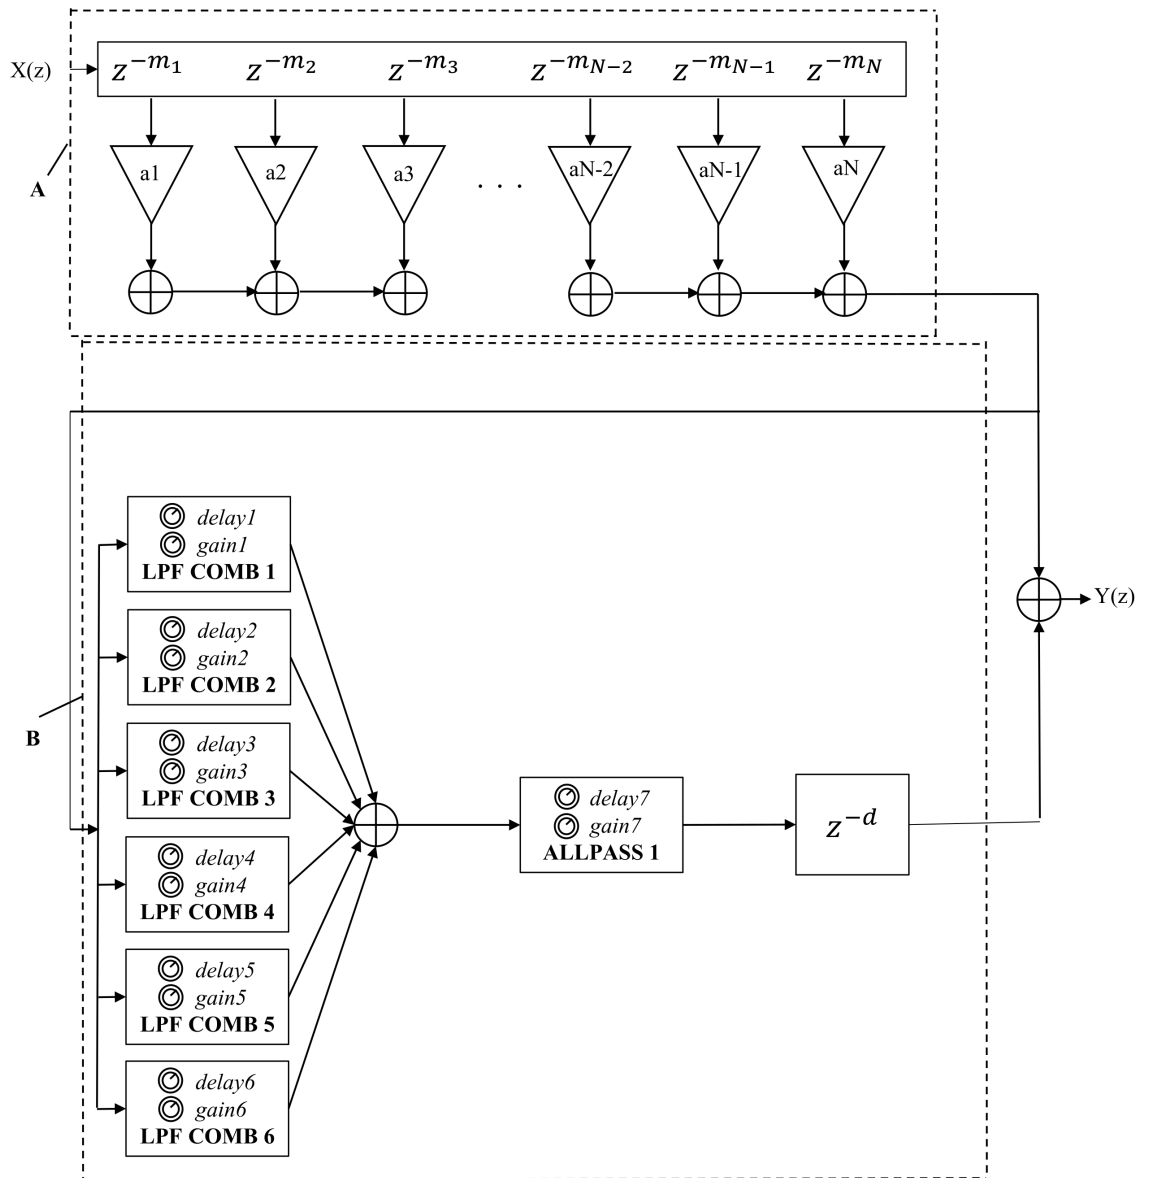 X(z)
z^{-m_1} z^{-m_2} z^{-m_3} z^{-m_{N-2}} z^{-m_{N-1}} z^{-m_N}
a1 a2 a3 . . . aN-2 aN-1 aN
A
delay1
gain1
LPF COMB 1
delay2
gain2
LPF COMB 2
delay3
gain3
LPF COMB 3
delay4
gain4
LPF COMB 4
delay5
gain5
LPF COMB 5
delay6
gain6
LPF COMB 6
B
delay7
gain7
ALLPASS 1
z^{-d}
Y(z)